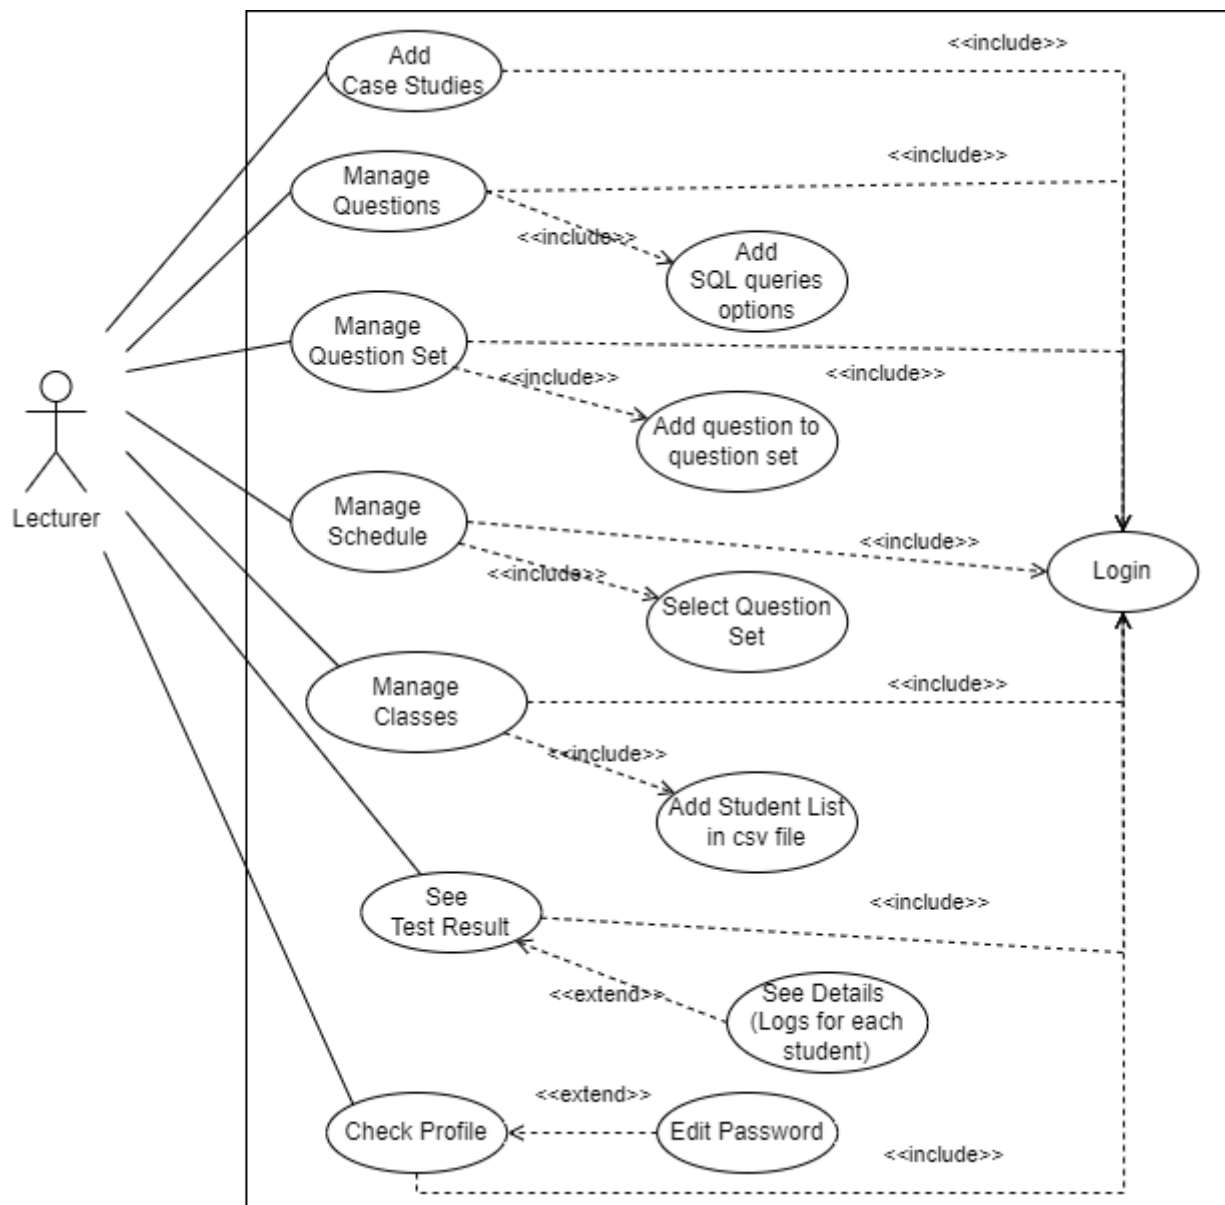 Add
Case Studies
<<include>>
Manage
Questions
<<include>>
<<include>>
Add
SQL queries
options
Manage
Question Set
<<include>>
<<include>>
Add question to
question set
Lecturer
Manage
Schedule
<<include>>
<<include>>
Login
Select Question
Set
Manage
Classes
<<include>>
<<include>>
Add Student List
in csv file
See
Test Result
<<include>>
<<extend>>
See Details
(Logs for each
student)
<<extend>>
Check Profile
Edit Password
<<include>>